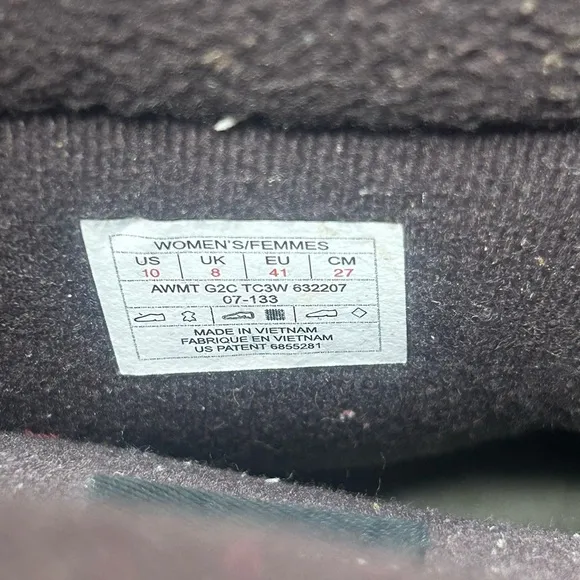 WOMEN'S/FEMMES
US UK EU CM
10 8 41 27
AWMT G2C TC3W 632207
07-133
MADE IN VIETNAM
FABRIQUE EN VIETNAM
US PATENT 6855281